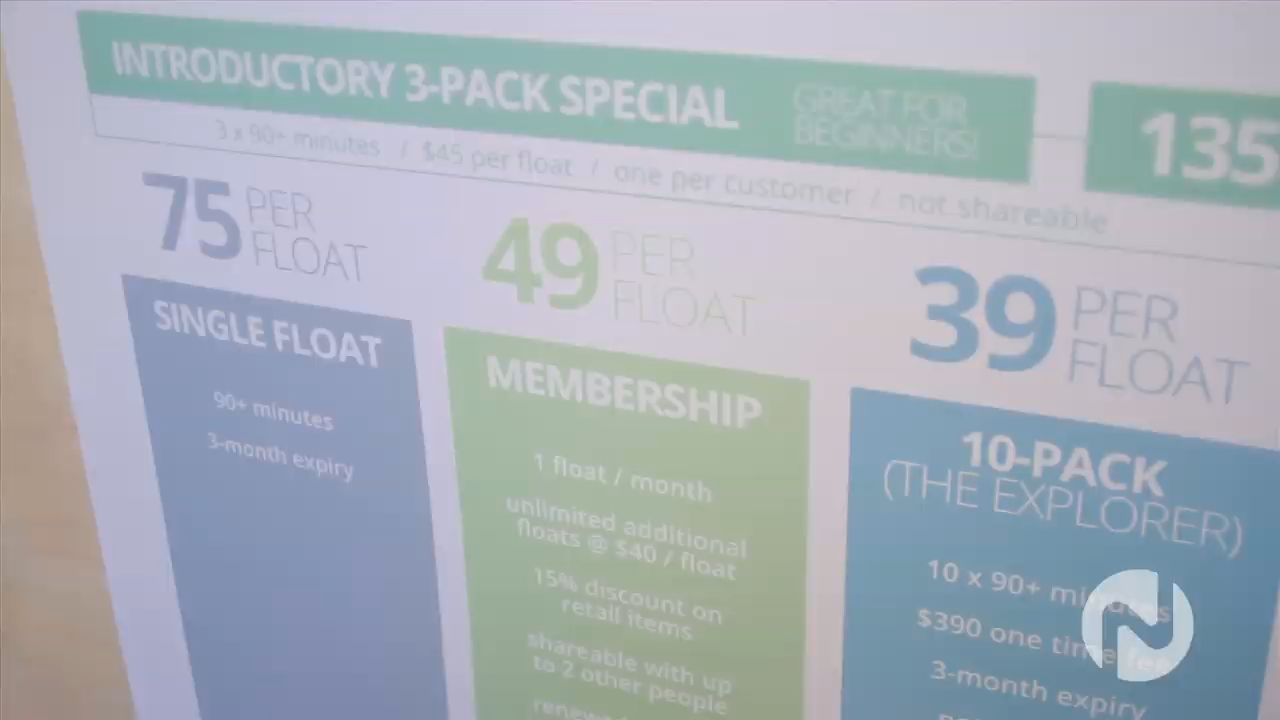 INTRODUCTORY 3-PACK SPECIAL
GREAT FOR
BEGINNERS!
135
3 x 90+ minutes / $45 per float / one per customer / not shareable
75 PER
FLOAT
SINGLE FLOAT
90+ minutes
3-month expiry
49 PER
FLOAT
MEMBERSHIP
1 float / month
unlimited additional
floats @ $40 / float
15% discount on
retail items
shareable with up
to 2 other people
39 PER
FLOAT
10-PACK
(THE EXPLORER)
10 x 90+ minutes
$390 one time fee
3-month expiry